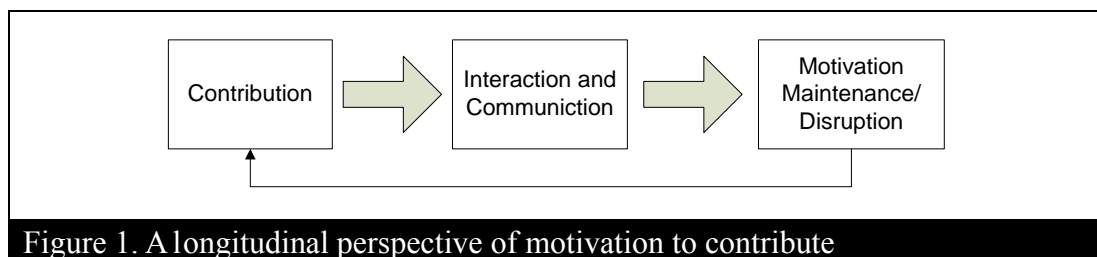 Contribution
Interaction and
Communiction
Motivation
Maintenance/
Disruption
Figure 1. A longitudinal perspective of motivation to contribute